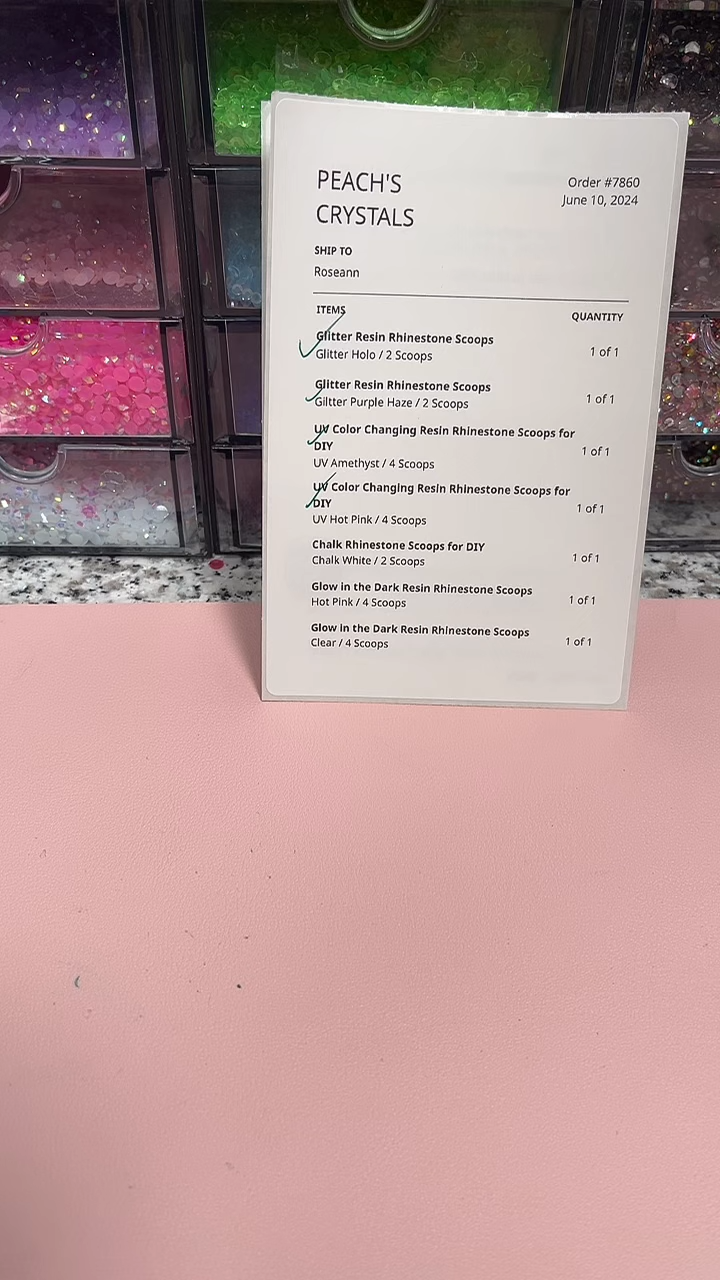 PEACH'S
CRYSTALS
Order #7860
June 10, 2024
SHIP TO
Roseann
ITEMS QUANTITY
Glitter Resin Rhinestone Scoops
Glitter Holo / 2 Scoops
1 of 1
Glitter Resin Rhinestone Scoops
Gilter Purple Haze / 2 Scoops
1 of 1
UV Color Changing Resin Rhinestone Scoops for
DIY
UV Amethyst / 4 Scoops
1 of 1
UV Color Changing Resin Rhinestone Scoops for
DIY
UV Hot Pink / 4 Scoops
1 of 1
Chalk Rhinestone Scoops for DIY
Chalk White / 2 Scoops
1 of 1
Glow in the Dark Resin Rhinestone Scoops
Hot Pink / 4 Scoops
1 of 1
Glow in the Dark Resin Rhinestone Scoops
Clear / 4 Scoops
1 of 1